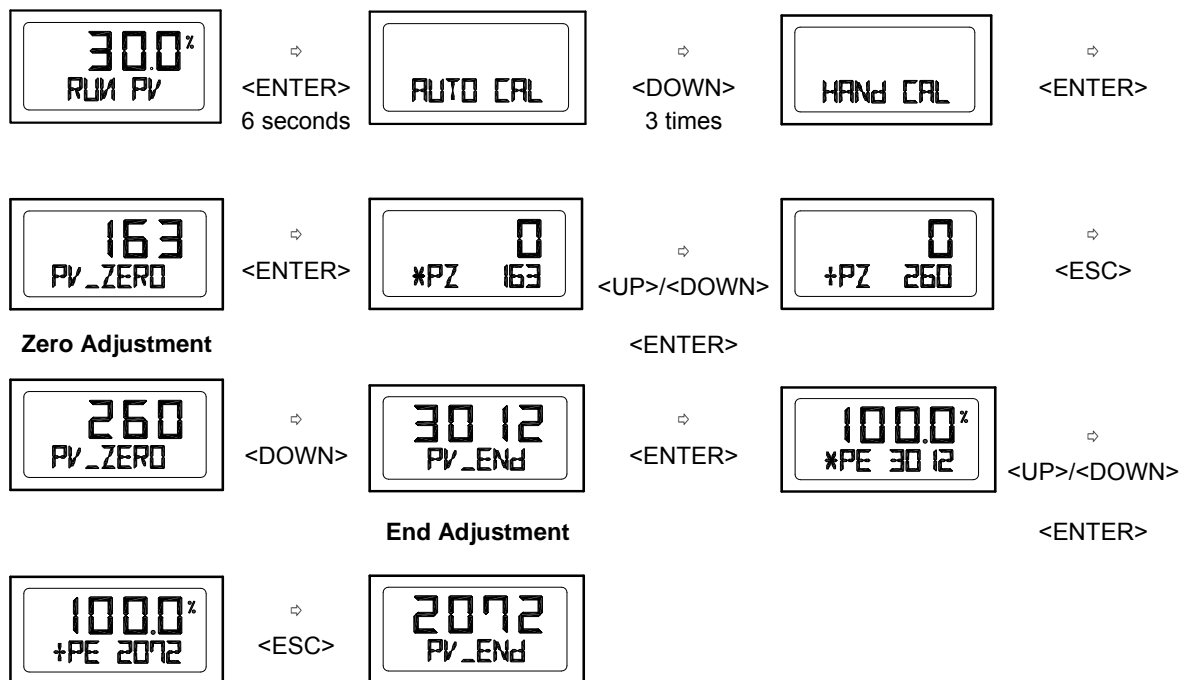 30.0%
RUN PV
⇨
<ENTER>
6 seconds
AUTO CAL
⇨
<DOWN>
3 times
HANd CAL
⇨
<ENTER>
163
PV_ZERO
⇨
<ENTER>
0
*PZ 163
⇨
<UP>/<DOWN>
<ENTER>
0
+PZ 260
⇨
<ESC>
Zero Adjustment
260
PV_ZERO
⇨
<DOWN>
3012
PV_ENd
⇨
<ENTER>
100.0%
*PE 3012
⇨
<UP>/<DOWN>
<ENTER>
End Adjustment
100.0%
+PE 2072
⇨
<ESC>
2072
PV_ENd